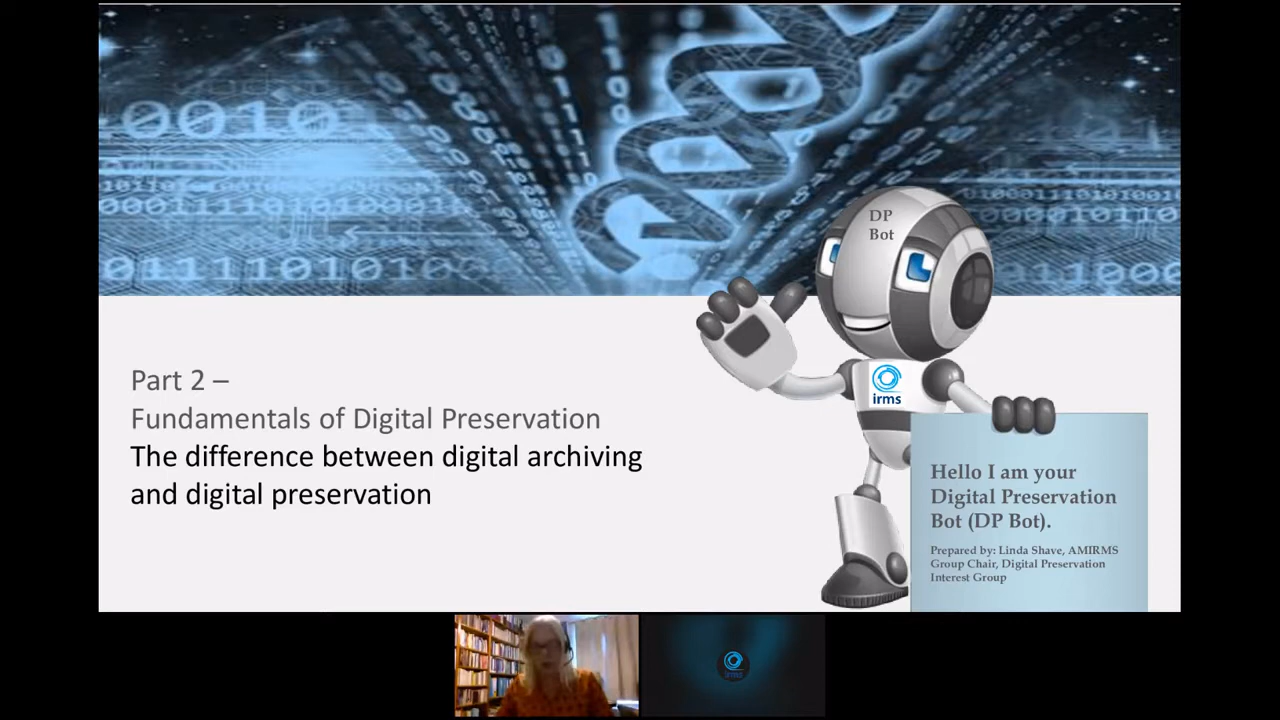 DP
Bot
irms
Part 2 –
Fundamentals of Digital Preservation
The difference between digital archiving
and digital preservation
Hello I am your
Digital Preservation
Bot (DP Bot).
Prepared by: Linda Shave, AMIRMS
Group Chair, Digital Preservation
Interest Group
irms